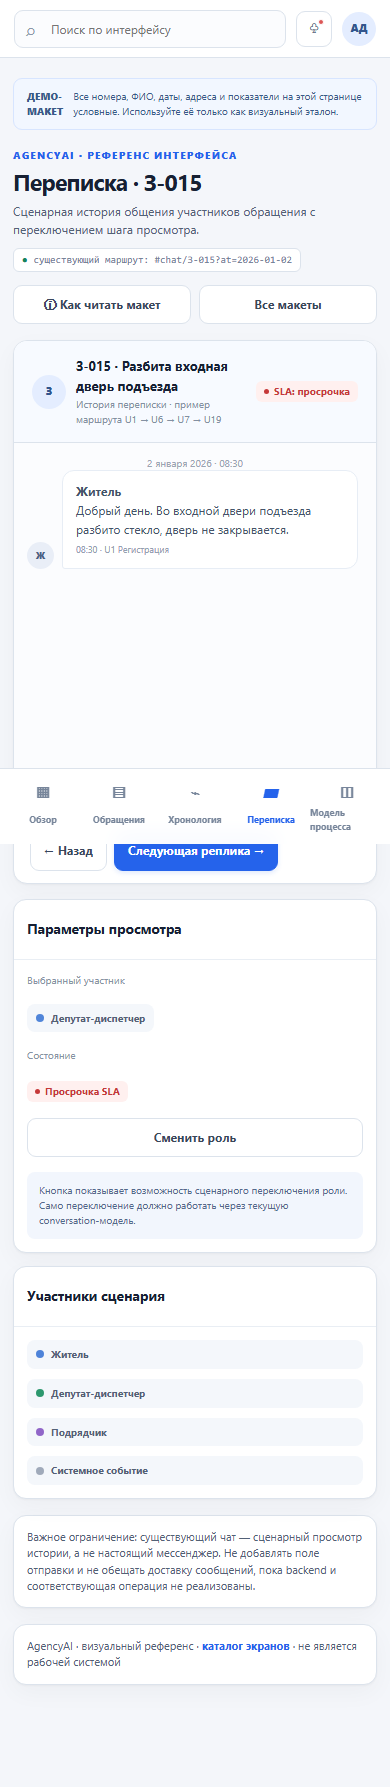 Поиск по интерфейсу
АД
ДЕМО-
МАКЕТ
Все номера, ФИО, даты, адреса и показатели на этой странице
условные. Используйте её только как визуальный эталон.
AGENCYAI • РЕФЕРЕНС ИНТЕРФЕЙСА
Переписка · 3-015
Сценарная история общения участников обращения с
переключением шага просмотра.
существующий маршрут: #chat/3-015?at=2026-01-02
ⓘ Как читать макет
Все макеты
3
3-015 · Разбита входная
дверь подъезда
История переписки · пример
маршрута U1 → U6 → U7 → U19
SLA: просрочка
2 января 2026 · 08:30
Житель
Добрый день. Во входной двери подъезда
разбито стекло, дверь не закрывается.
08:30 · U1 Регистрация
Ж
Обзор
Обращения
Хронология
Переписка
Модель
процесса
← Назад
Следующая реплика →
Параметры просмотра
Выбранный участник
Депутат-диспетчер
Состояние
Просрочка SLA
Сменить роль
Кнопка показывает возможность сценарного переключения роли.
Само переключение должно работать через текущую
conversation-модель.
Участники сценария
Житель
Депутат-диспетчер
Подрядчик
Системное событие
Важное ограничение: существующий чат — сценарный просмотр
истории, а не настоящий мессенджер. Не добавлять поле
отправки и не обещать доставку сообщений, пока backend и
соответствующая операция не реализованы.
AgencyAI · визуальный референс · каталог экранов · не является
рабочей системой